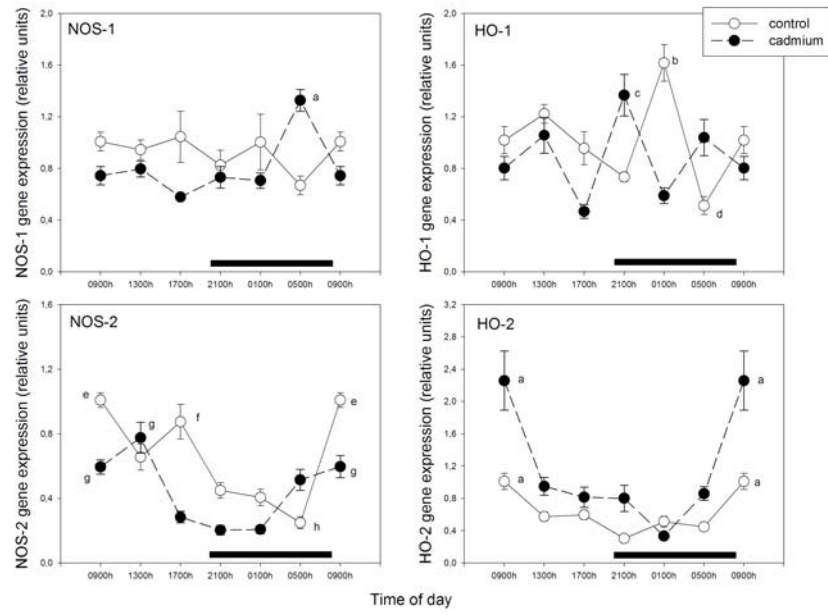 control
cadmium
NOS-1
NOS-1 gene expression (relative units)
2,0
1,6
1,2
0,8
0,4
0,0
a
0900h 1300h 1700h 2100h 0100h 0500h 0900h
HO-1
HO-1 gene expression (relative units)
2,0
1,6
1,2
0,8
0,4
0,0
b
c
d
0900h 1300h 1700h 2100h 0100h 0500h 0900h
NOS-2
NOS-2 gene expression (relative units)
1,6
1,2
0,8
0,4
0,0
e
e
f
g
g
g
h
0900h 1300h 1700h 2100h 0100h 0500h 0900h
HO-2
HO-2 gene expression (relative units)
3,2
2,8
2,4
2,0
1,6
1,2
0,8
0,4
0,0
a
a
a
a
0900h 1300h 1700h 2100h 0100h 0500h 0900h
Time of day